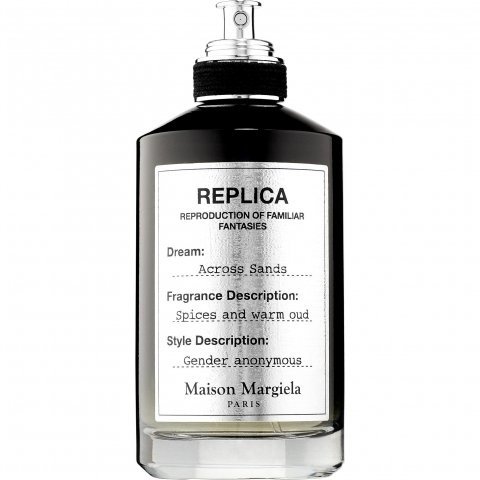 REPLICA
REPRODUCTION OF FAMILIAR
FANTASIES
Dream:
Across Sands
Fragrance Description:
Spices and warm oud
Style Description:
Gender anonymous
Maison Margiela
PARIS